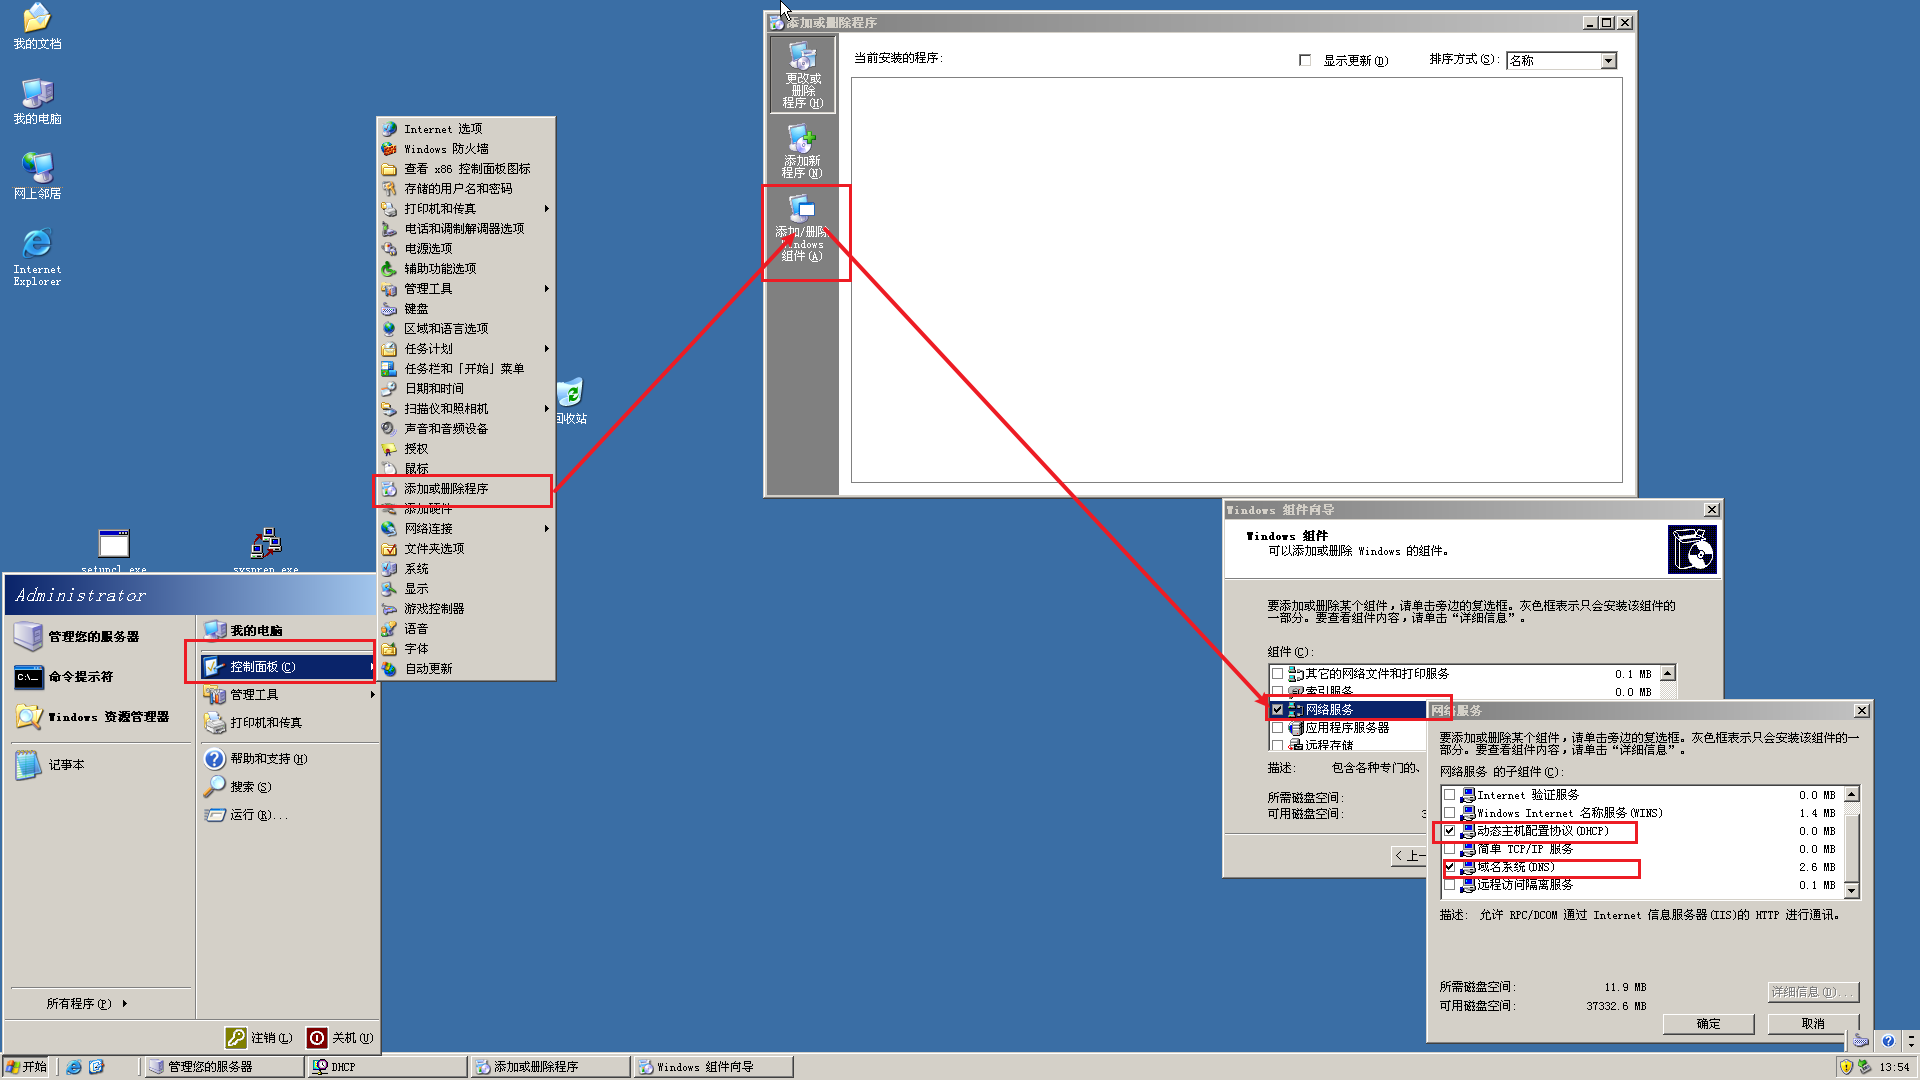 我的文档
我的电脑
网上邻居
Internet
Explorer
回收站
setupcl.exe
sysprep.exe
Internet 选项
Windows 防火墙
查看 x86 控制面板图标
存储的用户名和密码
打印机和传真
电话和调制解调器选项
电源选项
辅助功能选项
管理工具
键盘
区域和语言选项
任务计划
任务栏和「开始」菜单
日期和时间
扫描仪和照相机
声音和音频设备
授权
鼠标
添加或删除程序
添加硬件
网络连接
文件夹选项
系统
显示
游戏控制器
语音
字体
自动更新
Administrator
管理您的服务器
命令提示符
Windows 资源管理器
记事本
所有程序(P)
我的电脑
控制面板(C)
管理工具
打印机和传真
帮助和支持(H)
搜索(S)
运行(R)...
注销(L)
关机(U)
添加或删除程序
更改或
删除
程序(H)
添加新
程序(N)
添加/删除
Windows
组件(A)
当前安装的程序:
显示更新(D)
排序方式(S):
名称
Windows 组件向导
Windows 组件
可以添加或删除 Windows 的组件。
要添加或删除某个组件，请单击旁边的复选框。灰色框表示只会安装该组件的
一部分。要查看组件内容，请单击“详细信息”。
组件(C):
其它的网络文件和打印服务 0.1 MB
索引服务 0.0 MB
网络服务
应用程序服务器
远程存储
描述: 包含各种专门的、
所需磁盘空间:
可用磁盘空间: 3
< 上一
网络服务
要添加或删除某个组件，请单击旁边的复选框。灰色框表示只会安装该组件的一
部分。要查看组件内容，请单击“详细信息”。
网络服务 的子组件(C):
Internet 验证服务 0.0 MB
Windows Internet 名称服务(WINS) 1.4 MB
动态主机配置协议(DHCP) 0.0 MB
简单 TCP/IP 服务 0.0 MB
域名系统(DNS) 2.6 MB
远程访问隔离服务 0.1 MB
描述: 允许 RPC/DCOM 通过 Internet 信息服务器(IIS)的 HTTP 进行通讯。
所需磁盘空间: 11.9 MB
可用磁盘空间: 37332.6 MB
详细信息(D)...
确定
取消
开始
管理您的服务器
DHCP
添加或删除程序
Windows 组件向导
13:54